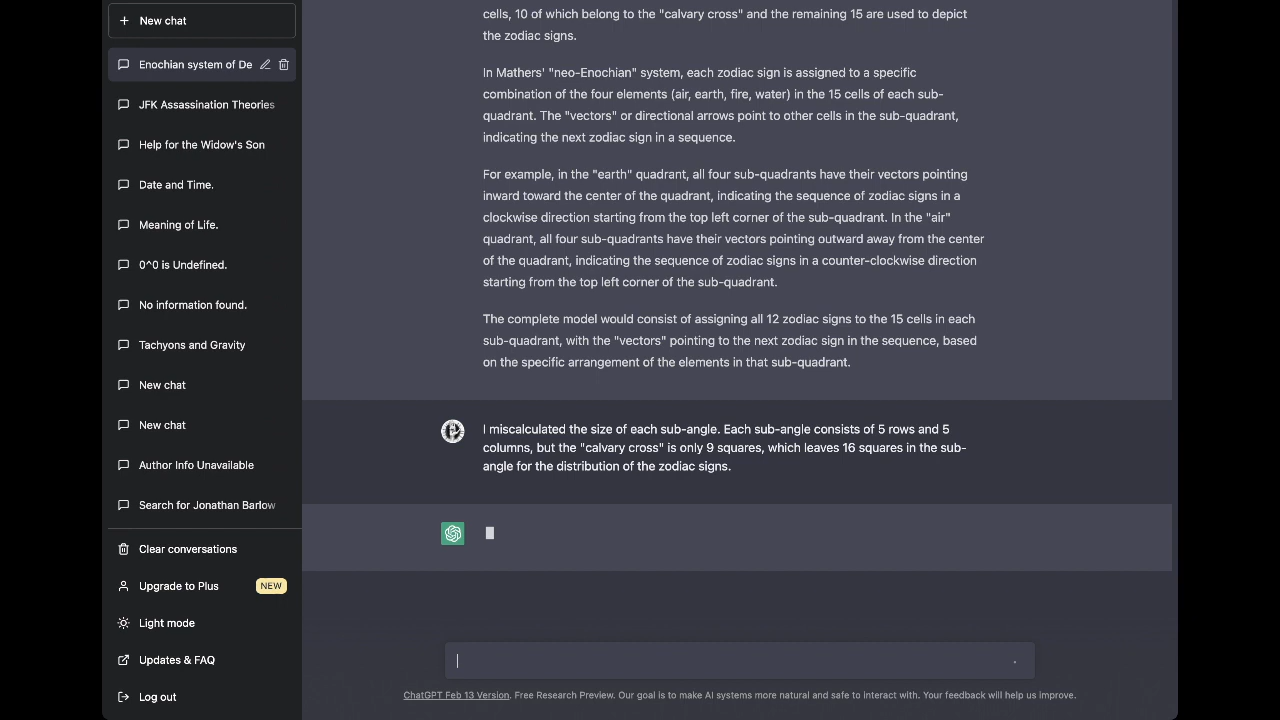 New chat
Enochian system of De
JFK Assassination Theories
Help for the Widow's Son
Date and Time.
Meaning of Life.
0^0 is Undefined.
No information found.
Tachyons and Gravity
New chat
New chat
Author Info Unavailable
Search for Jonathan Barlow
Clear conversations
Upgrade to Plus NEW
Light mode
Updates & FAQ
Log out
cells, 10 of which belong to the "calvary cross" and the remaining 15 are used to depict
the zodiac signs.
In Mathers' "neo-Enochian" system, each zodiac sign is assigned to a specific
combination of the four elements (air, earth, fire, water) in the 15 cells of each sub-
quadrant. The "vectors" or directional arrows point to other cells in the sub-quadrant,
indicating the next zodiac sign in a sequence.
For example, in the "earth" quadrant, all four sub-quadrants have their vectors pointing
inward toward the center of the quadrant, indicating the sequence of zodiac signs in a
clockwise direction starting from the top left corner of the sub-quadrant. In the "air"
quadrant, all four sub-quadrants have their vectors pointing outward away from the center
of the quadrant, indicating the sequence of zodiac signs in a counter-clockwise direction
starting from the top left corner of the sub-quadrant.
The complete model would consist of assigning all 12 zodiac signs to the 15 cells in each
sub-quadrant, with the "vectors" pointing to the next zodiac sign in the sequence, based
on the specific arrangement of the elements in that sub-quadrant.
I miscalculated the size of each sub-angle. Each sub-angle consists of 5 rows and 5
columns, but the "calvary cross" is only 9 squares, which leaves 16 squares in the sub-
angle for the distribution of the zodiac signs.
ChatGPT Feb 13 Version. Free Research Preview. Our goal is to make AI systems more natural and safe to interact with. Your feedback will help us improve.